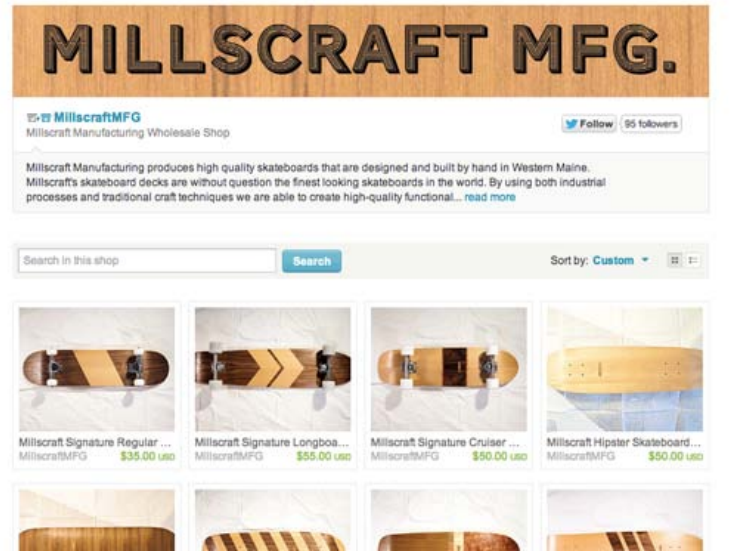 MILLSCRAFT MFG.
MillscraftMFG
Millscraft Manufacturing Wholesale Shop
Follow 95 followers
Millscraft Manufacturing produces high quality skateboards that are designed and built by hand in Western Maine.
Millscraft's skateboard decks are without question the finest looking skateboards in the world. By using both industrial
processes and traditional craft techniques we are able to create high-quality functional... read more
Search in this shop Search Sort by: Custom
Millscraft Signature Regular ...
MillscraftMFG $35.00 USD
Millscraft Signature Longboa...
MillscraftMFG $55.00 USD
Millscraft Signature Cruiser ...
MillscraftMFG $50.00 USD
Millscraft Hipster Skateboard...
MillscraftMFG $50.00 USD